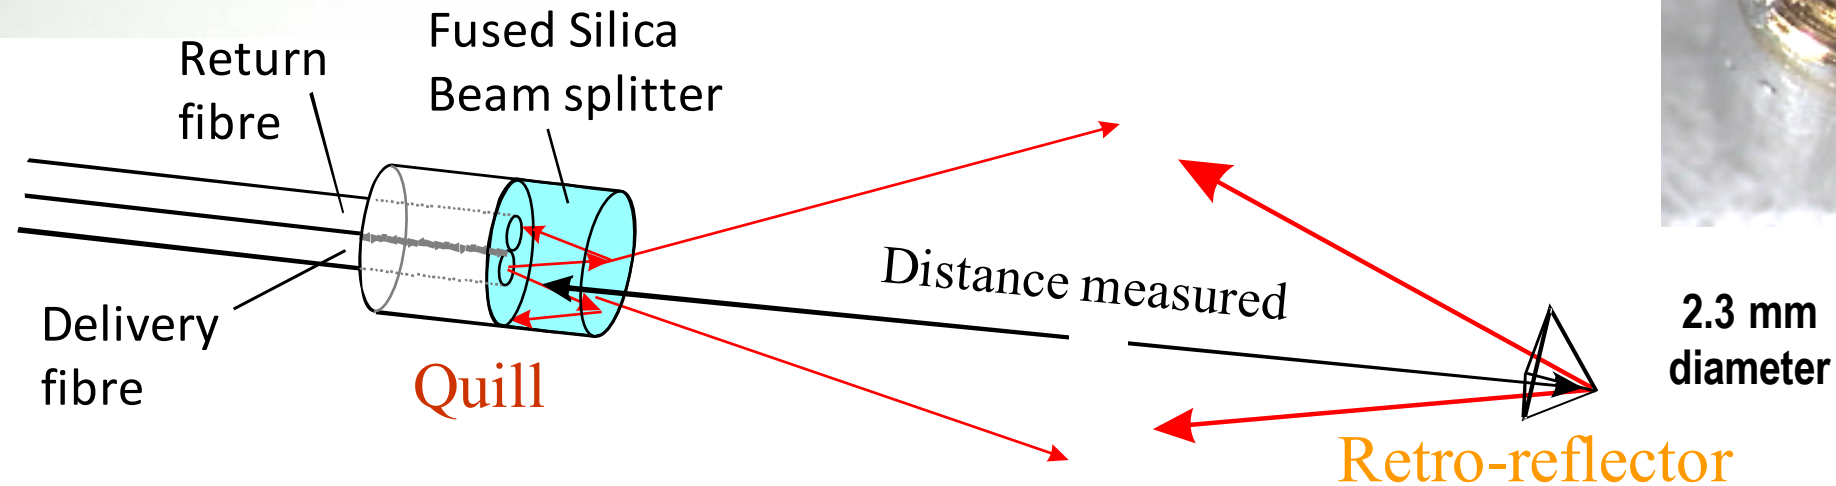 Return
fibre
Fused Silica
Beam splitter
Distance measured
Delivery
fibre
Quill
2.3 mm
diameter
Retro-reflector